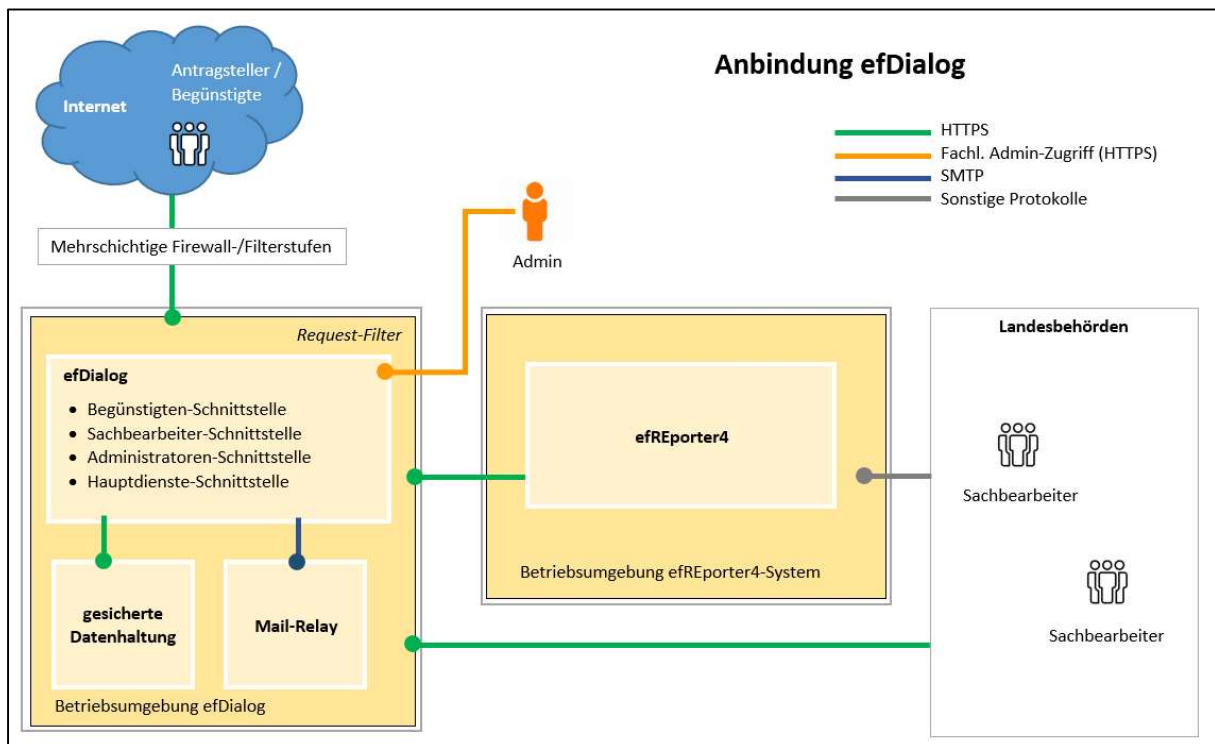 Anbindung efDialog
Antragsteller /
Begünstigte
Internet
HTTPS
Fachl. Admin-Zugriff (HTTPS)
SMTP
Sonstige Protokolle
Mehrschichtige Firewall-/Filterstufen
Admin
Request-Filter
efDialog
• Begünstigten-Schnittstelle
• Sachbearbeiter-Schnittstelle
• Administratoren-Schnittstelle
• Hauptdienste-Schnittstelle
gesicherte
Datenhaltung
Mail-Relay
Betriebsumgebung efDialog
efREporter4
Betriebsumgebung efREporter4-System
Landesbehörden
Sachbearbeiter
Sachbearbeiter